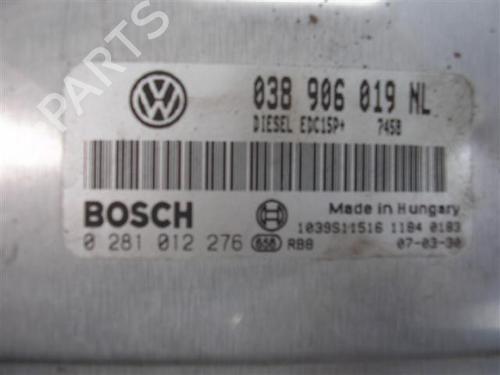 PARTS
038 906 019 NL
DIESEL EDC15P+ 7458
BOSCH
Made in Hungary
1039S11516 1184 0183
0 281 012 276 RBB 07-03-30